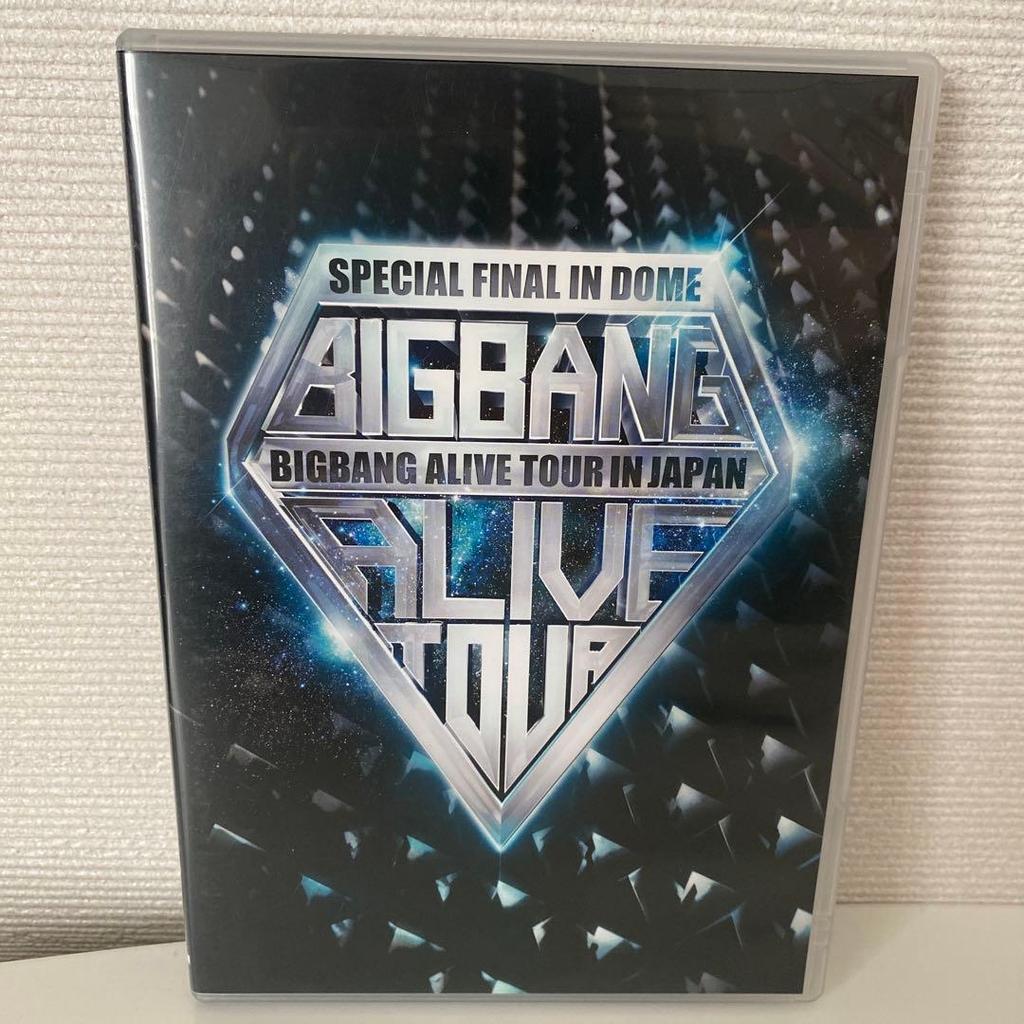 SPECIAL FINAL IN DOME
BIGBANG
BIGBANG ALIVE TOUR IN JAPAN
ALIVE
TOUR